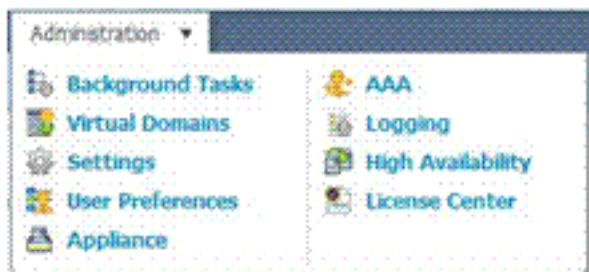 Administration ▼
Background Tasks
Virtual Domains
Settings
User Preferences
Appliance
AAA
Logging
High Availability
License Center